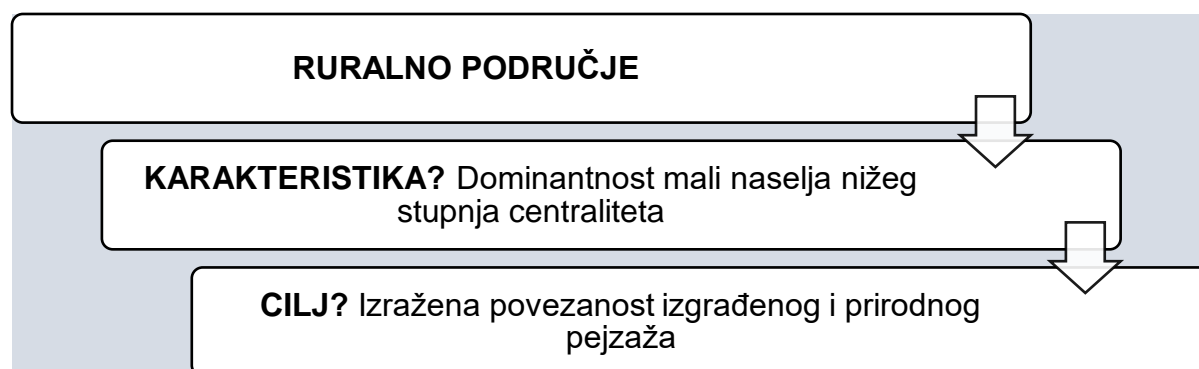 RURALNO PODRUČJE
KARAKTERISTIKA? Dominantnost mali naselja nižeg
stupnja centraliteta
CILJ? Izražena povezanost izgrađenog i prirodnog
pejzaža